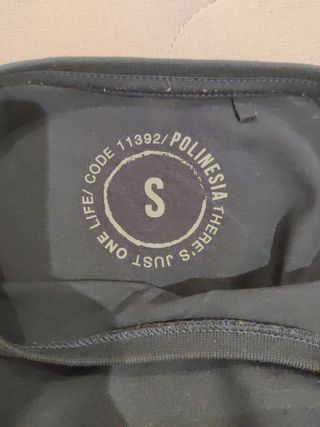 POLINESIA THERE'S JUST ONE LIFE/ CODE 11392/
S